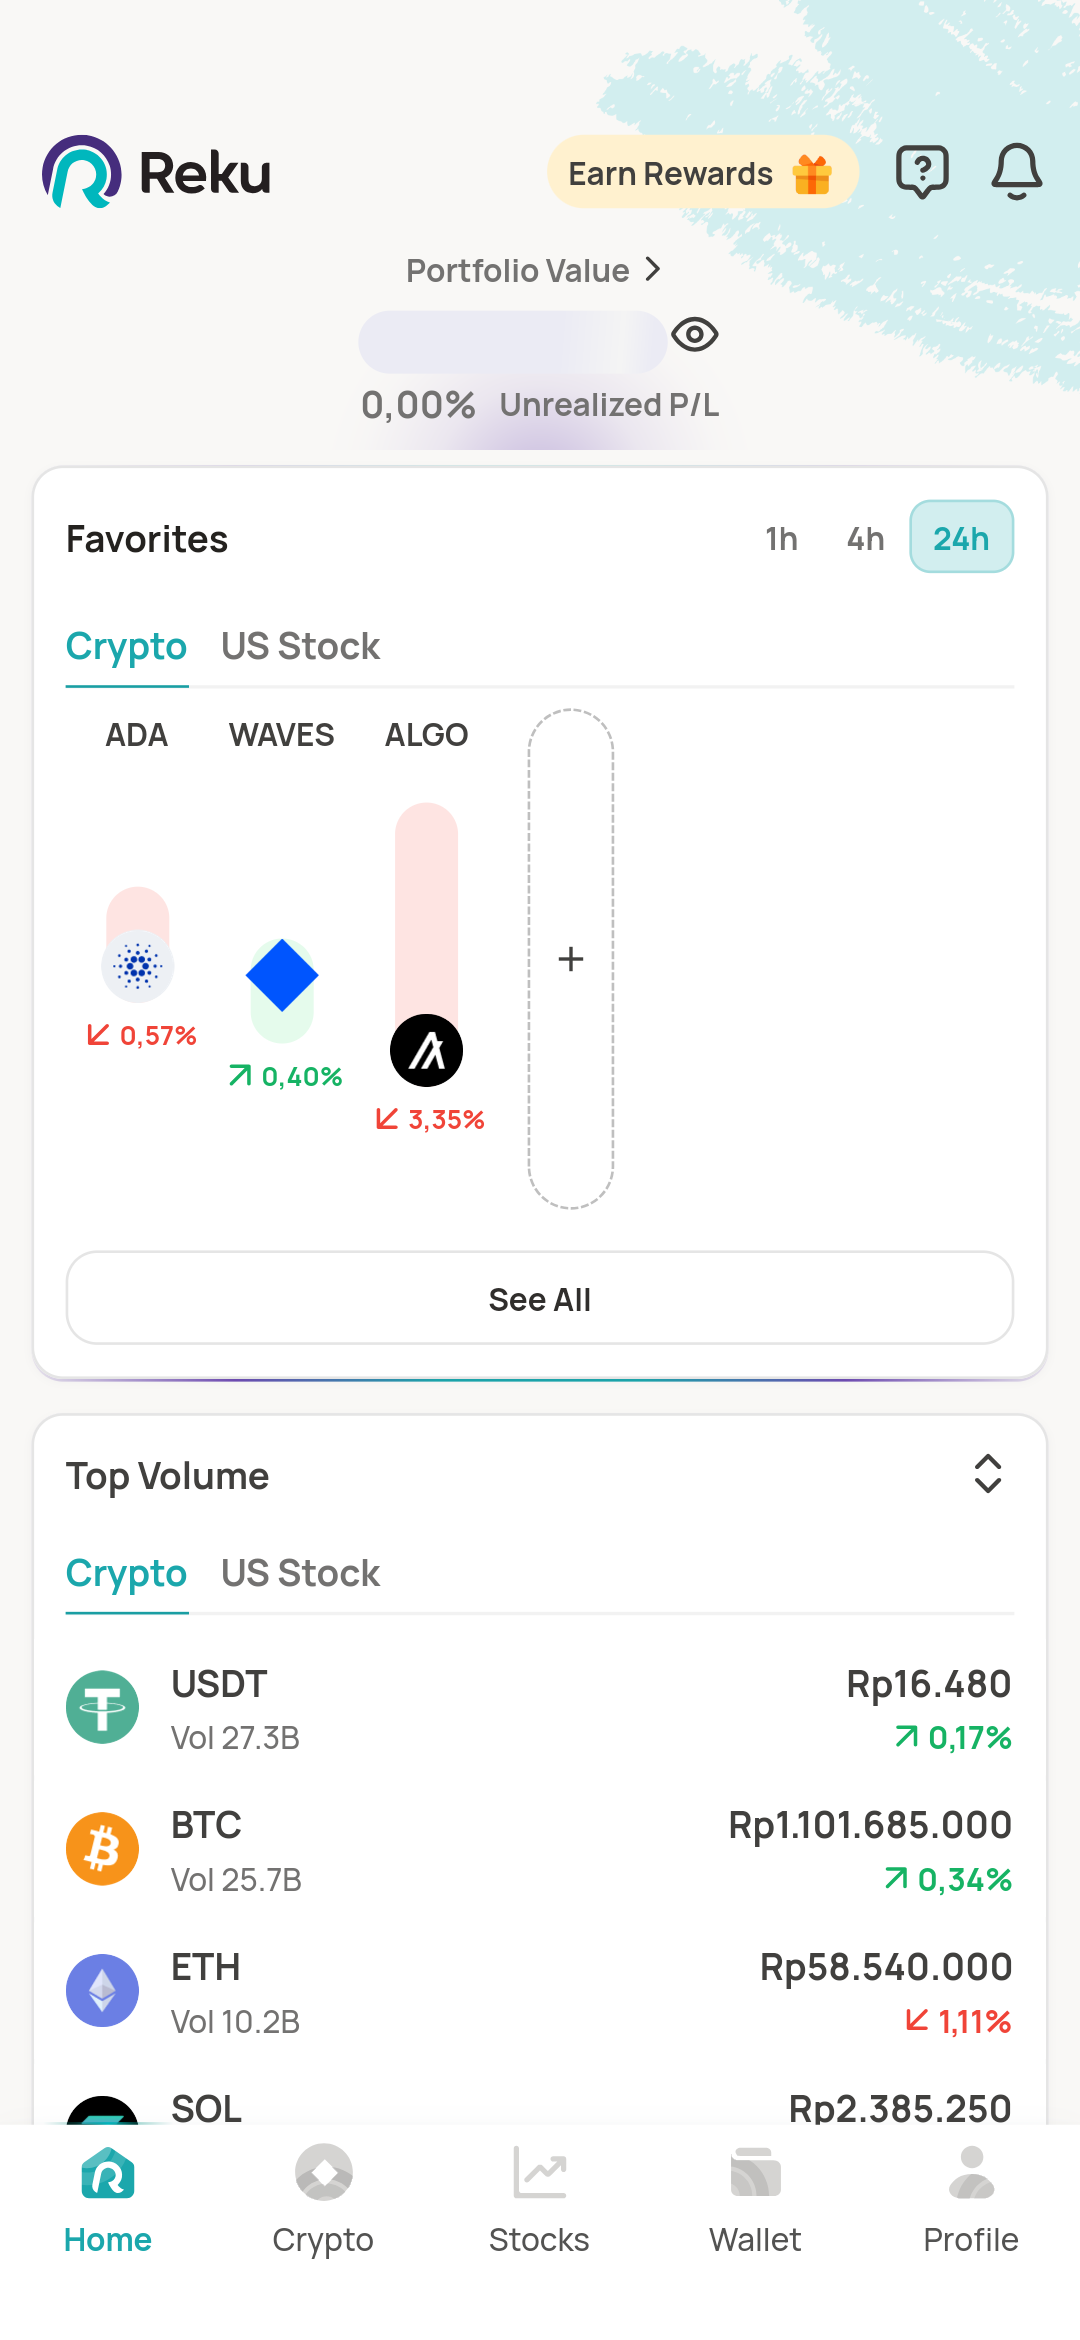 Reku
Earn Rewards
Portfolio Value
0,00% Unrealized P/L
Favorites
1h 4h 24h
Crypto US Stock
ADA WAVES ALGO
0,57%
0,40%
3,35%
+
See All
Top Volume
Crypto US Stock
USDT Rp16.480
Vol 27.3B 0,17%
BTC Rp1.101.685.000
Vol 25.7B 0,34%
ETH Rp58.540.000
Vol 10.2B 1,11%
SOL Rp2.385.250
Home Crypto Stocks Wallet Profile